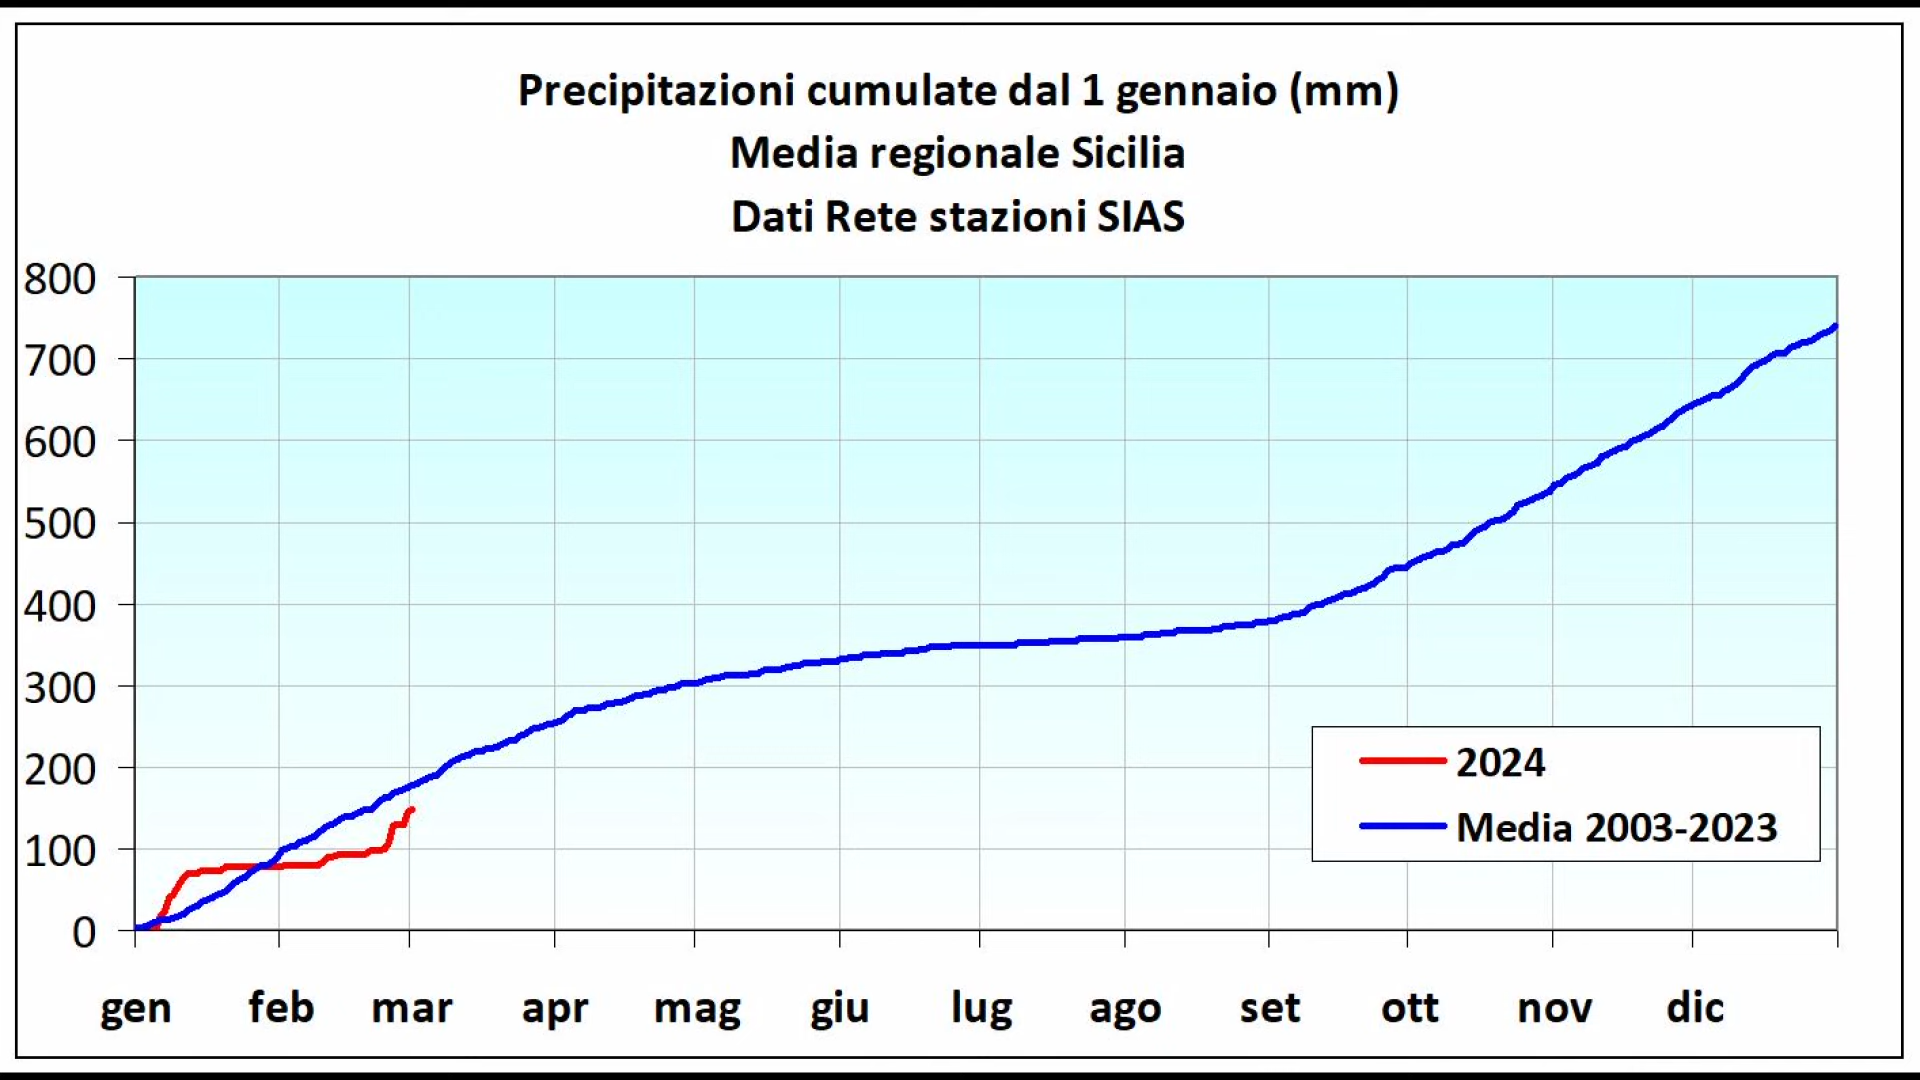 Precipitazioni cumulate dal 1 gennaio (mm)
Media regionale Sicilia
Dati Rete stazioni SIAS
800
700
600
500
400
300
200
100
0
2024
Media 2003-2023
gen feb mar apr mag giu lug ago set ott nov dic